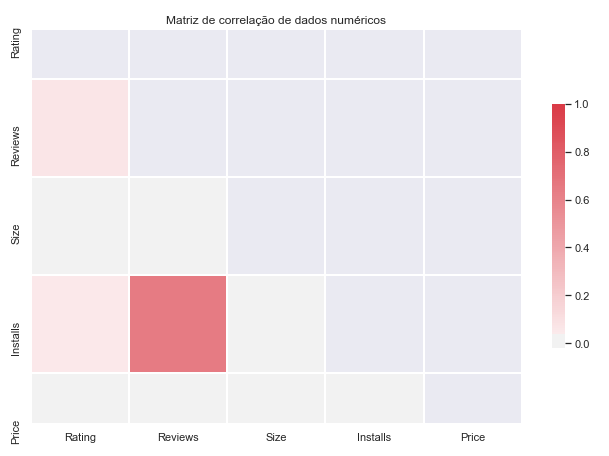 Matriz de correlação de dados numéricos
Rating
Reviews
Size
Installs
Price
Rating
Reviews
Size
Installs
Price
1.0
0.8
0.6
0.4
0.2
0.0